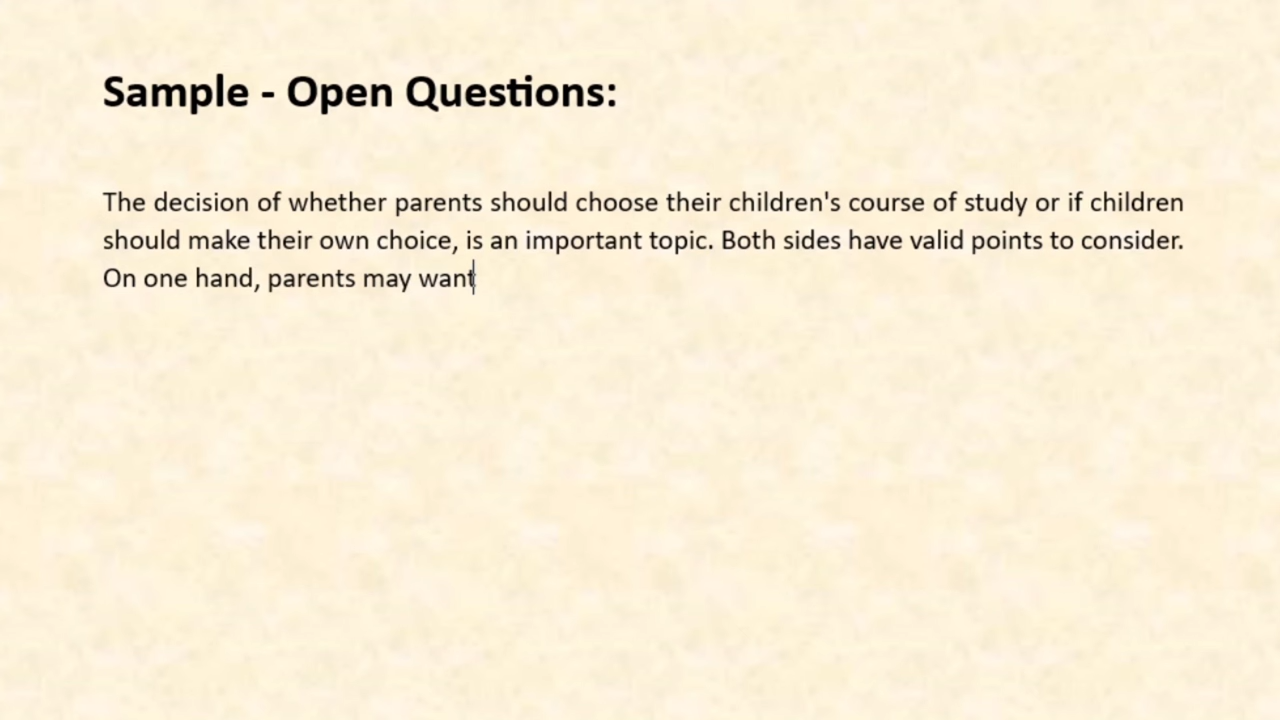 Sample - Open Questions:
The decision of whether parents should choose their children's course of study or if children
should make their own choice, is an important topic. Both sides have valid points to consider.
On one hand, parents may want